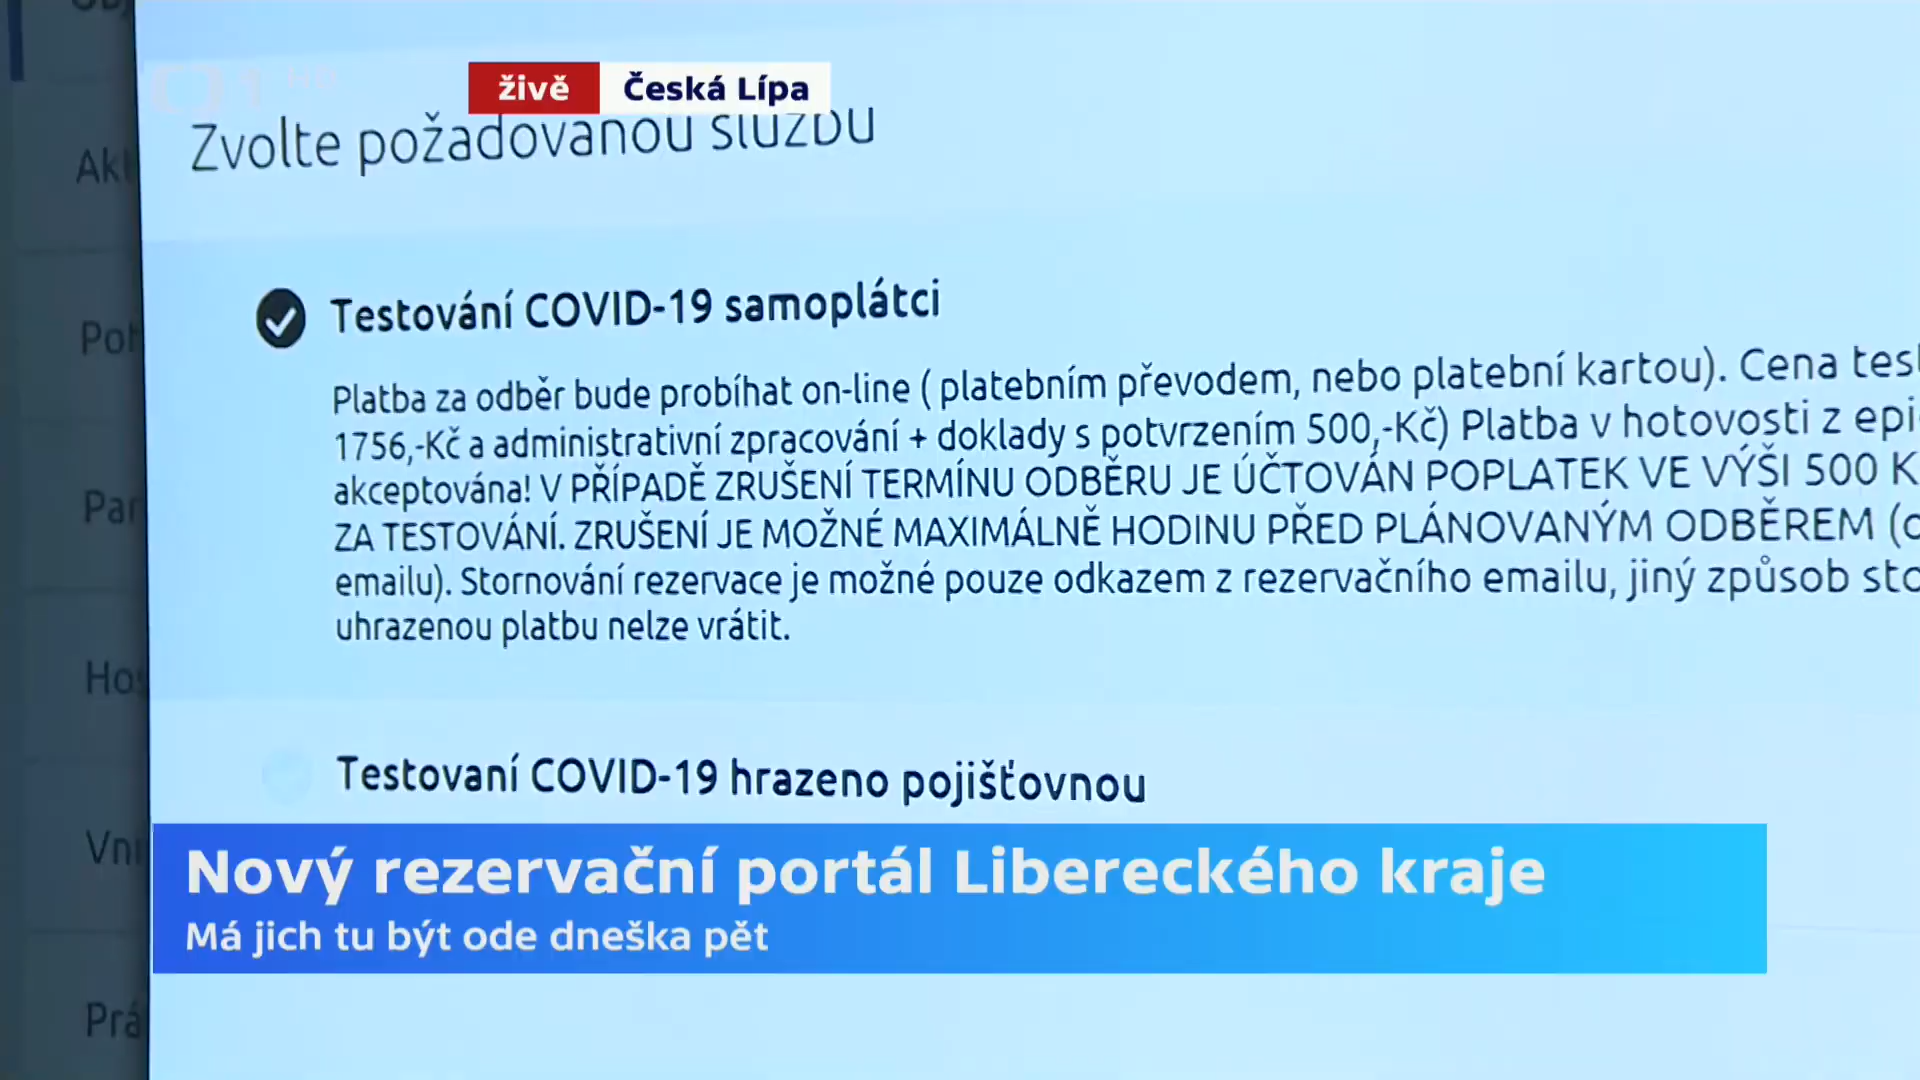 živě Česká Lípa
Zvolte požadovanou službu
Testování COVID-19 samoplátci
Platba za odběr bude probíhat on-line ( platebním převodem, nebo platební kartou). Cena
1756,-Kč a administrativní zpracování + doklady s potvrzením 500,-Kč) Platba v hotovosti z
akceptována! V PŘÍPADĚ ZRUŠENÍ TERMÍNU ODBĚRU JE ÚČTOVÁN POPLATEK VE VÝŠI 500
ZA TESTOVÁNÍ. ZRUŠENÍ JE MOŽNÉ MAXIMÁLNĚ HODINU PŘED PLÁNOVANÝM ODBĚREM
emailu). Stornování rezervace je možné pouze odkazem z rezervačního emailu, jiný způsob
uhrazenou platbu nelze vrátit.
Testovaní COVID-19 hrazeno pojišťovnou
Nový rezervační portál Libereckého kraje
Má jich tu být ode dneška pět